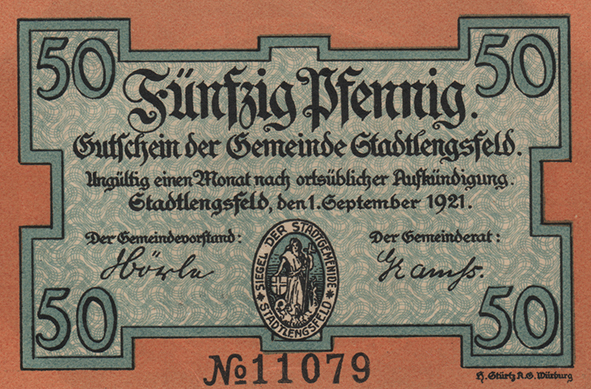 50 50
Fünfzig Pfennig.
Gutschein der Gemeinde Stadtlengsfeld.
Ungültig einen Monat nach ortsüblicher Aufkündigung.
Stadtlengsfeld, den 1. September 1921.
Der Gemeindevorstand: Der Gemeinderat:
Hörle
SIEGEL DER STADTGEMEINDE STADTLENGSFELD
50 50
No 11079
H. Stürtz A.G. Würzburg